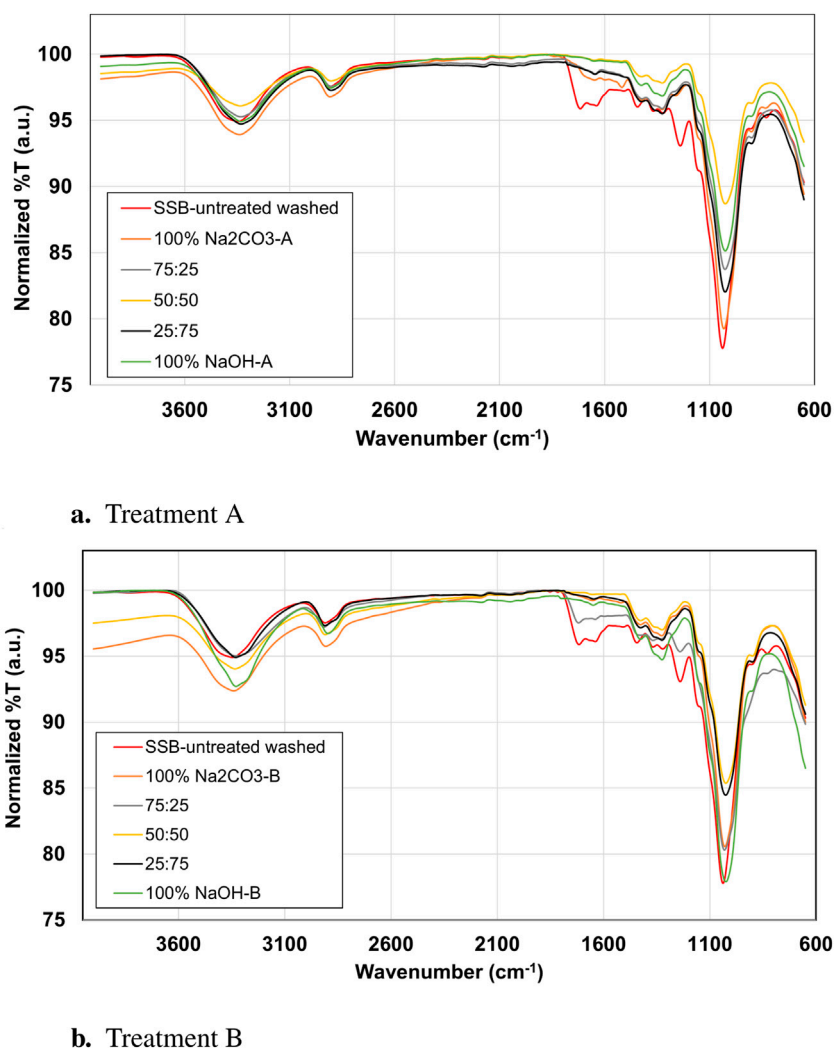 100
95
90
85
80
75
Normalized %T (a.u.)
SSB-untreated washed
100% Na2CO3-A
75:25
50:50
25:75
100% NaOH-A
3600 3100 2600 2100 1600 1100 600
Wavenumber (cm-1)
a. Treatment A
100
95
90
85
80
75
Normalized %T (a.u.)
SSB-untreated washed
100% Na2CO3-B
75:25
50:50
25:75
100% NaOH-B
3600 3100 2600 2100 1600 1100 600
Wavenumber (cm-1)
b. Treatment B